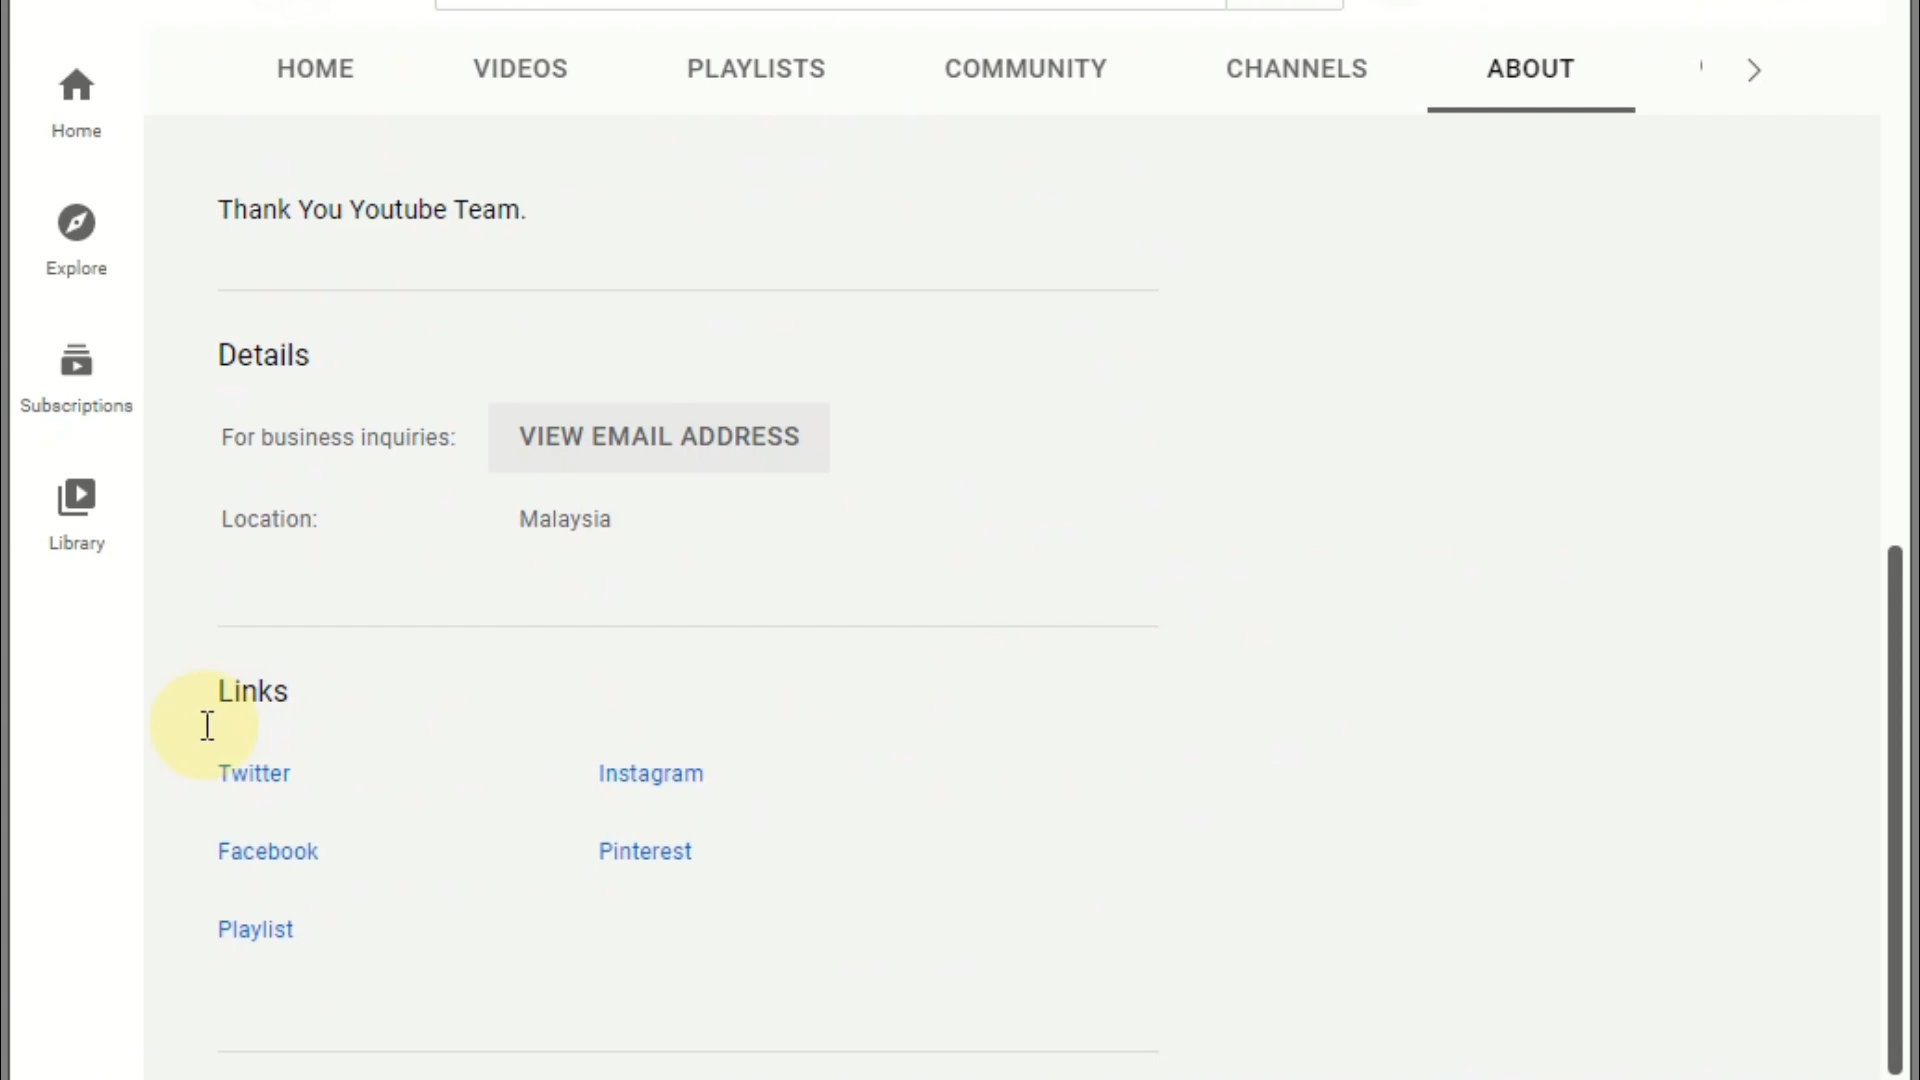 HOME VIDEOS PLAYLISTS COMMUNITY CHANNELS ABOUT
Home
Explore
Subscriptions
Library
Thank You Youtube Team.
Details
For business inquiries: VIEW EMAIL ADDRESS
Location: Malaysia
Links
Twitter Instagram
Facebook Pinterest
Playlist